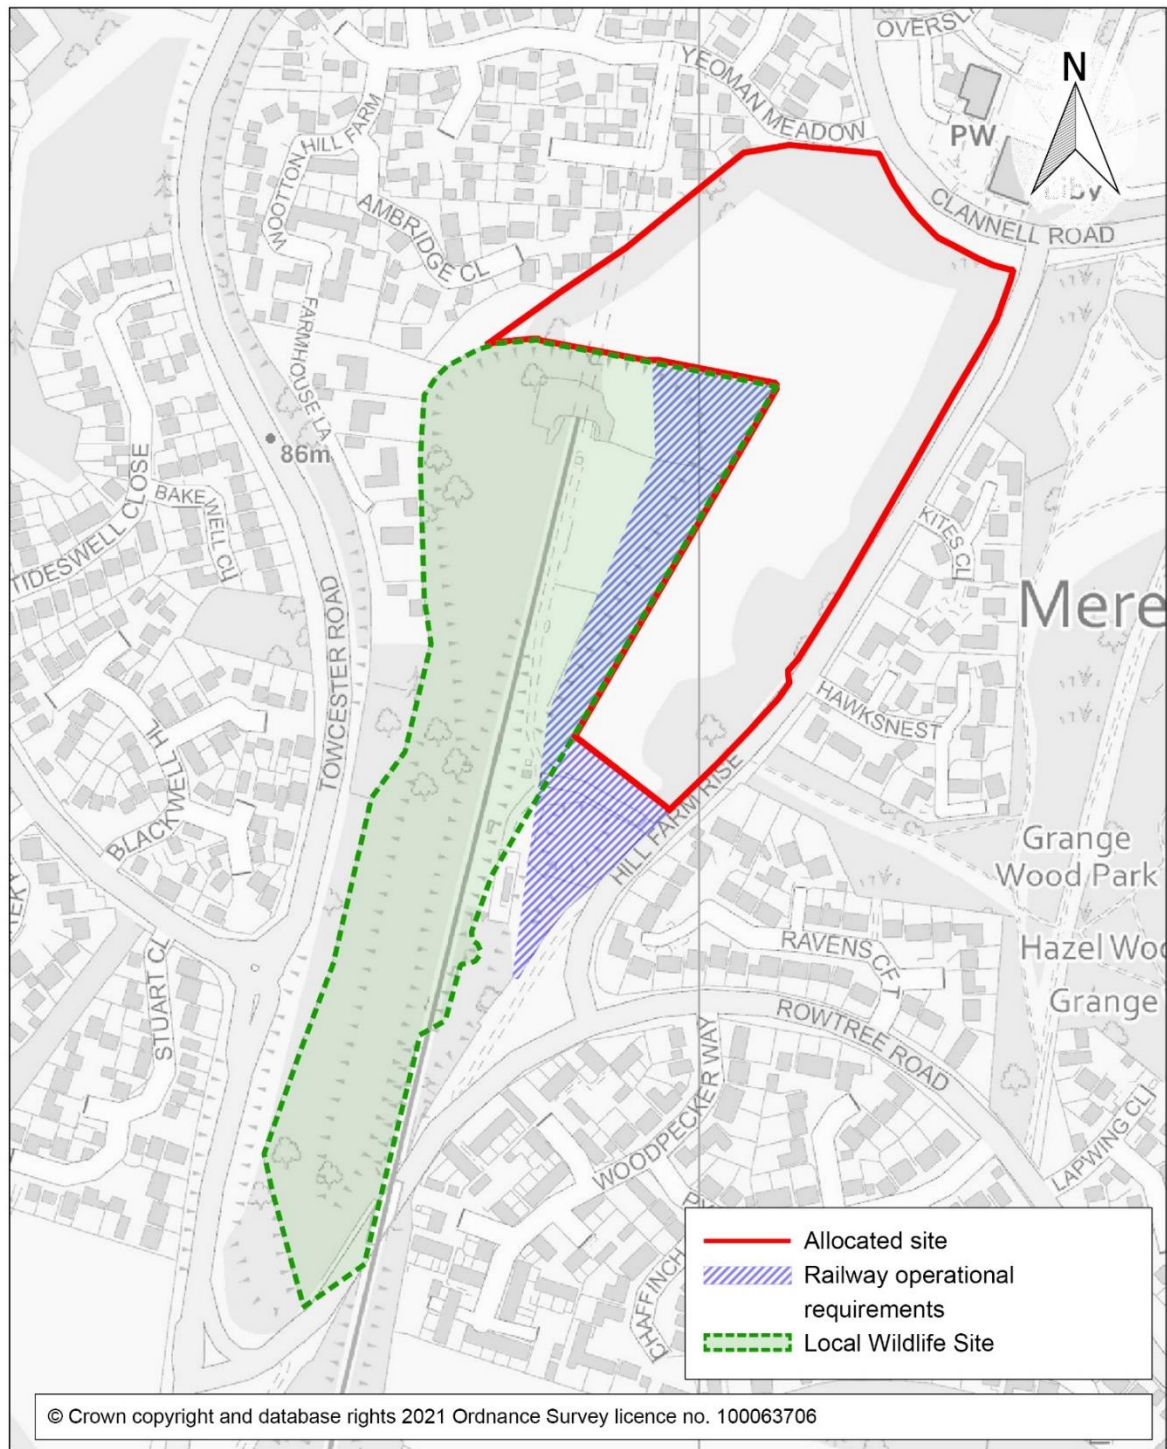 OVERSL
YEOMAN MEADOW
N
PW
Liby
CLANNELL ROAD
WOOTTON HILL FARM
AMBRIDGE CL
FARMHOUSE LA
86m
TIDESWELL CLOSE
BAKEWELL CL
KITES CL
Mere
TOWCESTER ROAD
HAWKSNEST
BLACKWELL HL
HILL FARM RISE
Grange
Wood Park
RAVENS CFT
Hazel Woo
Grange
STUART CL
ROWTREE ROAD
WOODPECKER WAY
LAPWING CL
CHAFFINCH
Allocated site
Railway operational
requirements
Local Wildlife Site
© Crown copyright and database rights 2021 Ordnance Survey licence no. 100063706